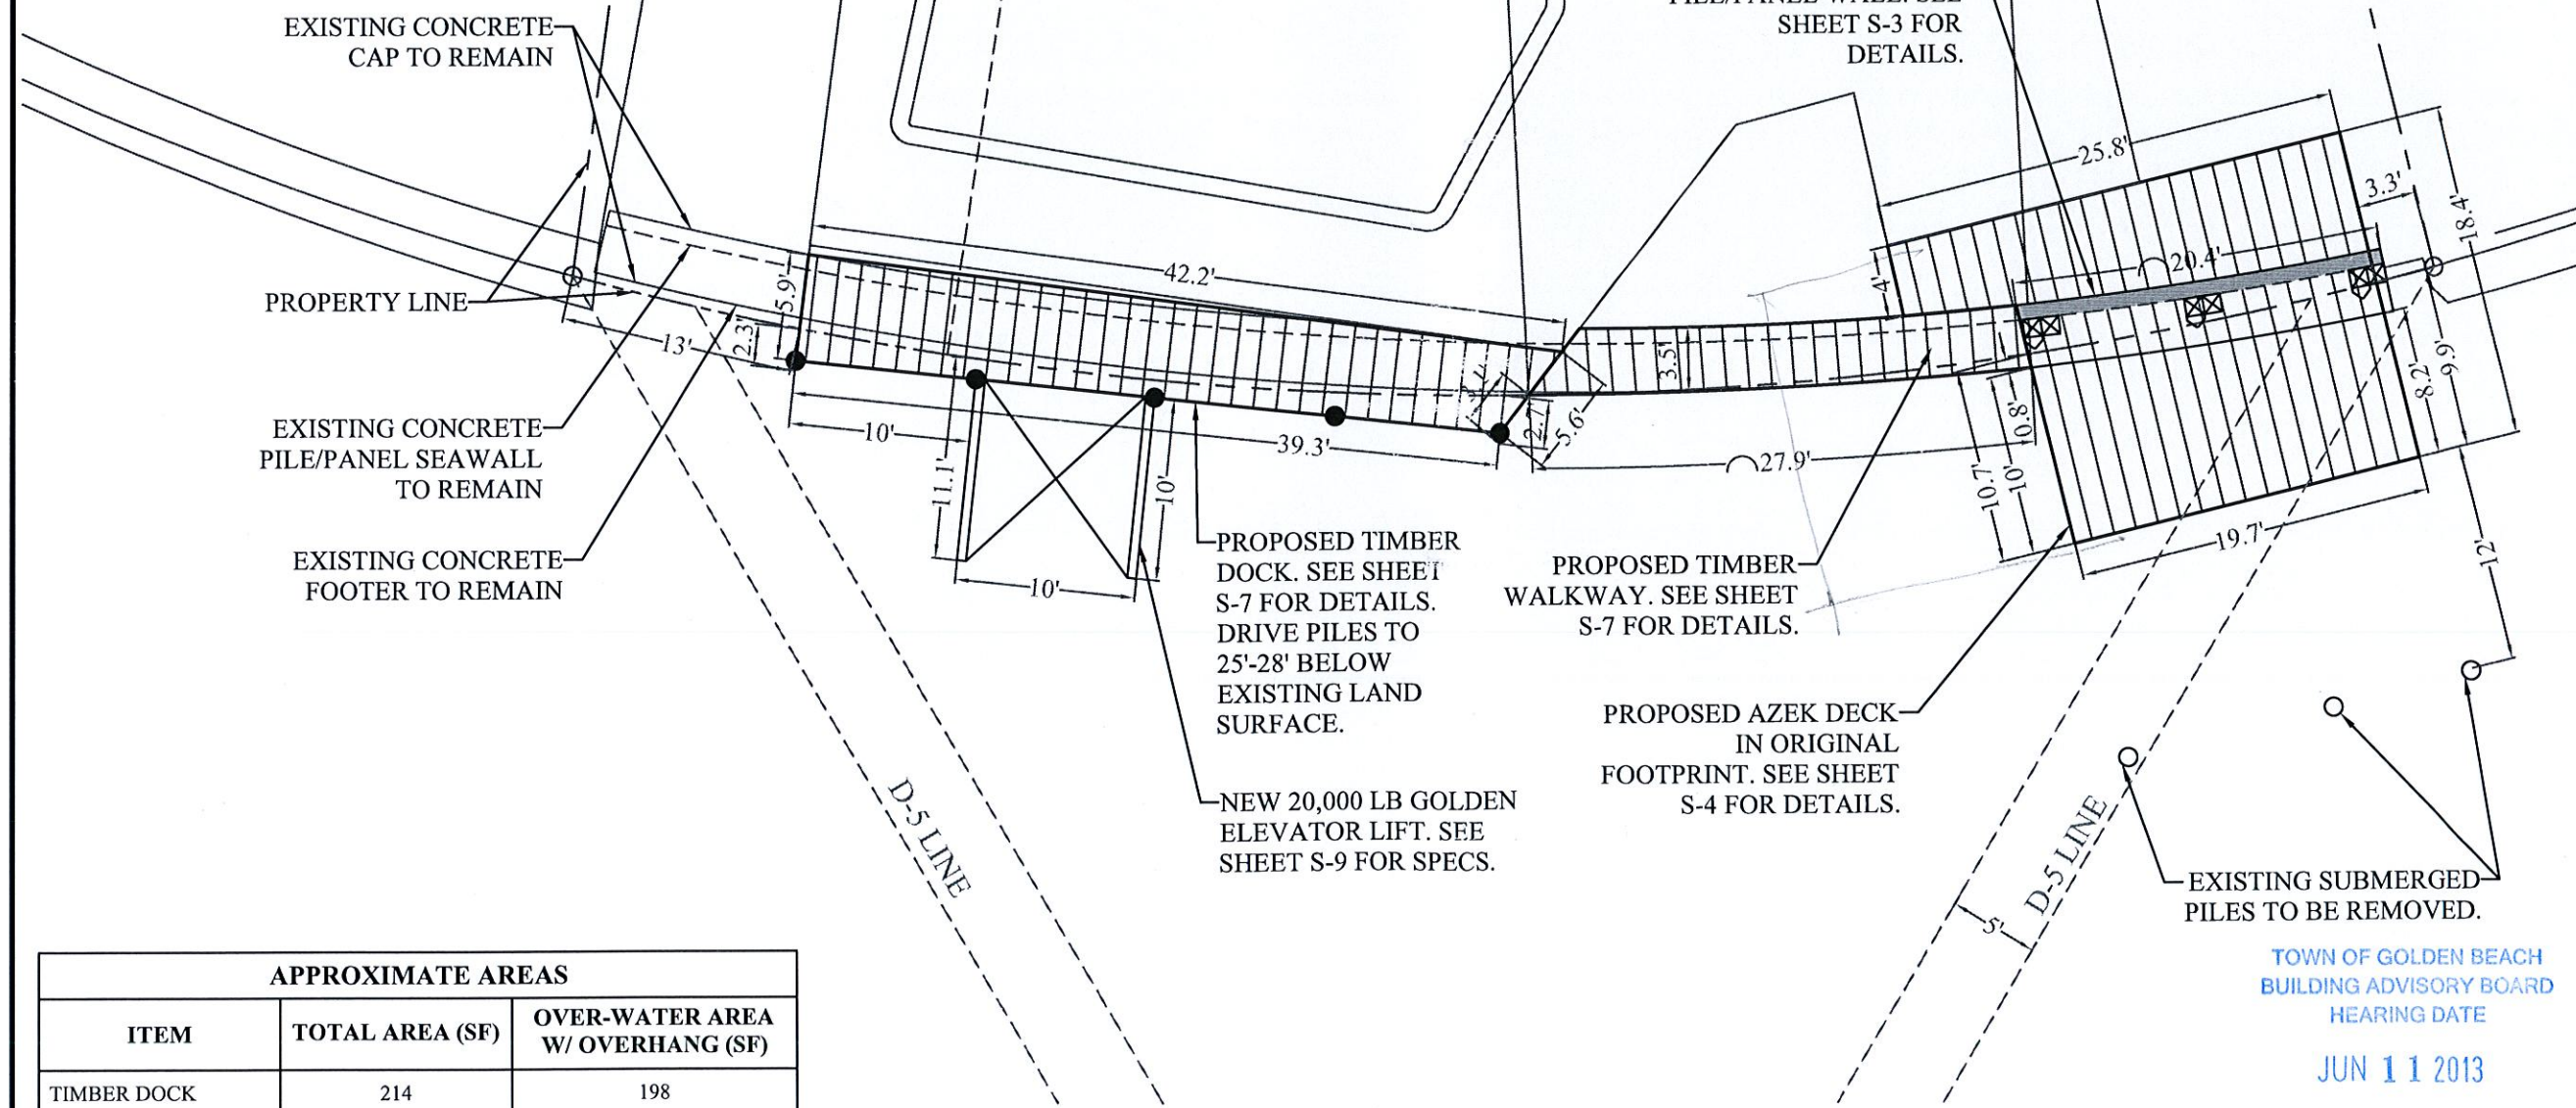 EXISTING CONCRETE
CAP TO REMAIN
SHEET S-3 FOR
DETAILS.
25.8'
3.3'
18.4'
42.2'
20.4'
4'
PROPERTY LINE
5.9'
2.3'
13'
3.5'
2.7'
5.6'
10'
39.3'
27.9'
0.8'
10'
10.7'
8.2'
9.9'
EXISTING CONCRETE
PILE/PANEL SEAWALL
TO REMAIN
11.1'
10'
10'
19.7'
12'
EXISTING CONCRETE
FOOTER TO REMAIN
PROPOSED TIMBER
DOCK. SEE SHEET
S-7 FOR DETAILS.
DRIVE PILES TO
25'-28' BELOW
EXISTING LAND
SURFACE.
PROPOSED TIMBER
WALKWAY. SEE SHEET
S-7 FOR DETAILS.
PROPOSED AZEK DECK
IN ORIGINAL
FOOTPRINT. SEE SHEET
S-4 FOR DETAILS.
NEW 20,000 LB GOLDEN
ELEVATOR LIFT. SEE
SHEET S-9 FOR SPECS.
D-5 LINE
D-5 LINE
5'
EXISTING SUBMERGED
PILES TO BE REMOVED.
TOWN OF GOLDEN BEACH
BUILDING ADVISORY BOARD
HEARING DATE
JUN 11 2013
APPROXIMATE AREAS
ITEM TOTAL AREA (SF) OVER-WATER AREA
W/ OVERHANG (SF)
TIMBER DOCK 214 198